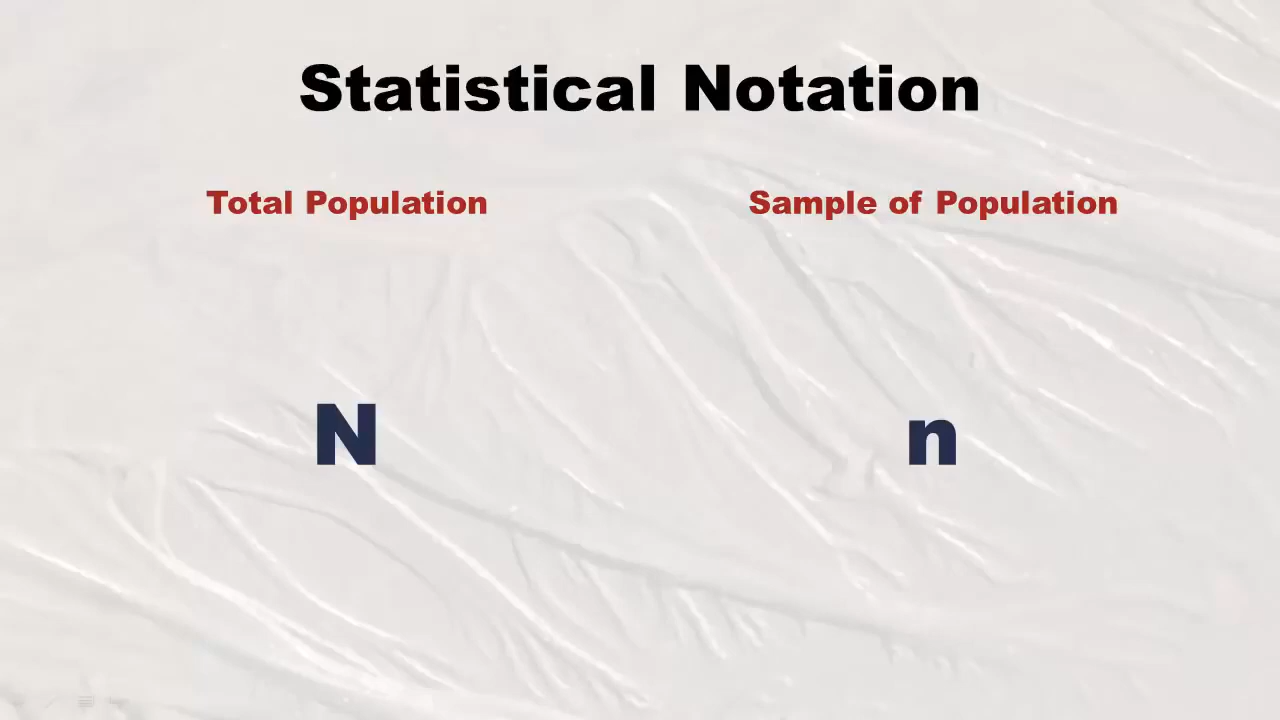 Statistical Notation
Total Population
Sample of Population
N
n